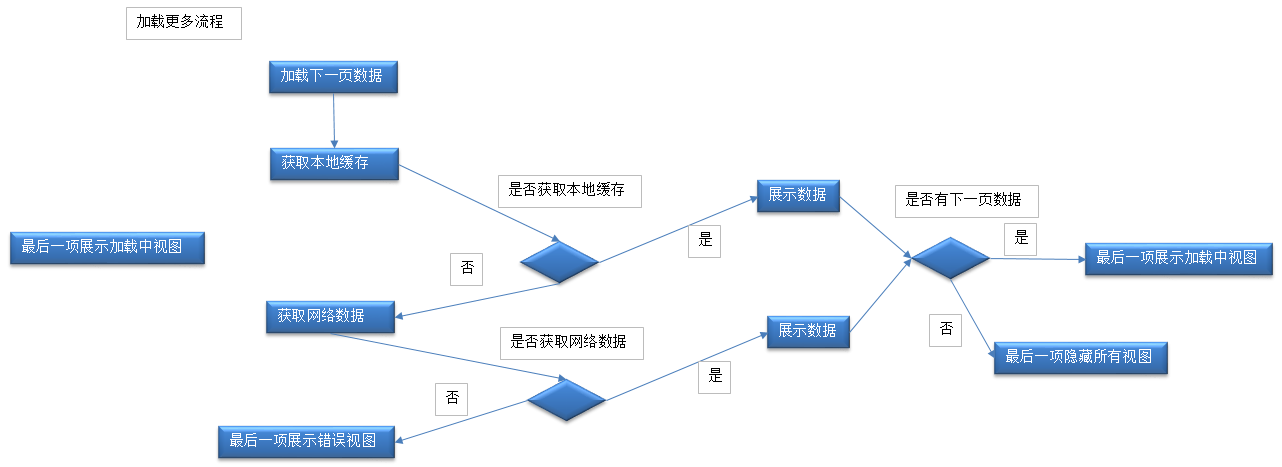 加载更多流程
加载下一页数据
获取本地缓存
是否获取本地缓存
展示数据
是否有下一页数据
是
是
最后一项展示加载中视图
最后一项展示加载中视图
否
获取网络数据
是否获取网络数据
展示数据
否
最后一项隐藏所有视图
是
否
最后一项展示错误视图